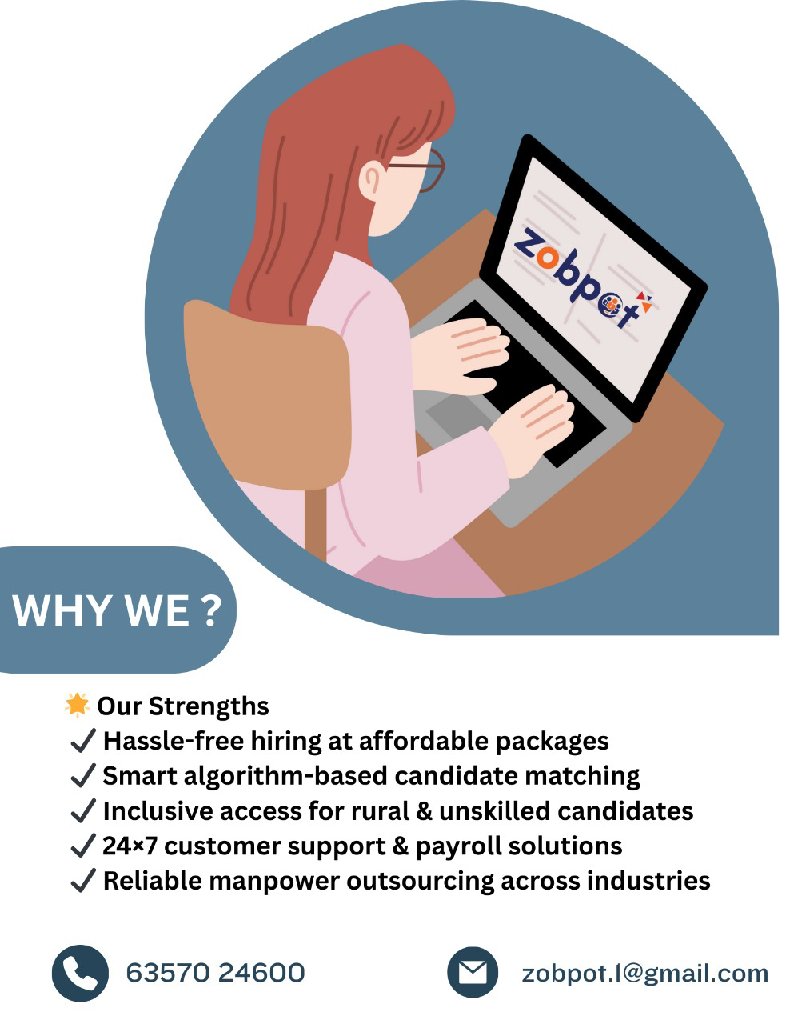 zobpot
WHY WE ?
🌟 Our Strengths
✓ Hassle-free hiring at affordable packages
✓ Smart algorithm-based candidate matching
✓ Inclusive access for rural & unskilled candidates
✓ 24×7 customer support & payroll solutions
✓ Reliable manpower outsourcing across industries
63570 24600
zobpot.1@gmail.com